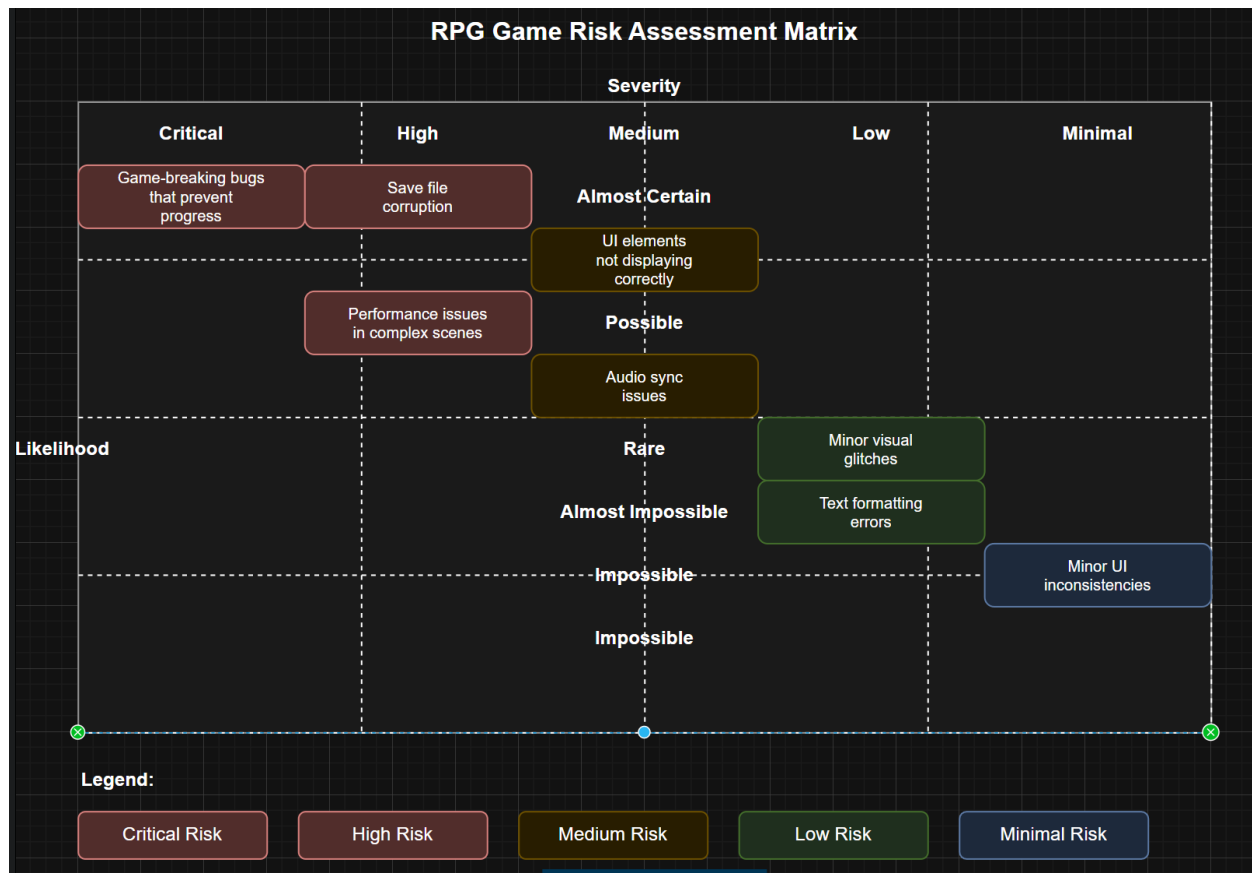 RPG Game Risk Assessment Matrix
Severity
Critical
High
Medium
Low
Minimal
Game-breaking bugs
that prevent
progress
Save file
corruption
Almost Certain
UI elements
not displaying
correctly
Performance issues
in complex scenes
Possible
Audio sync
issues
Likelihood
Rare
Minor visual
glitches
Almost Impossible
Text formatting
errors
Impossible
Minor UI
inconsistencies
Impossible
Legend:
Critical Risk
High Risk
Medium Risk
Low Risk
Minimal Risk